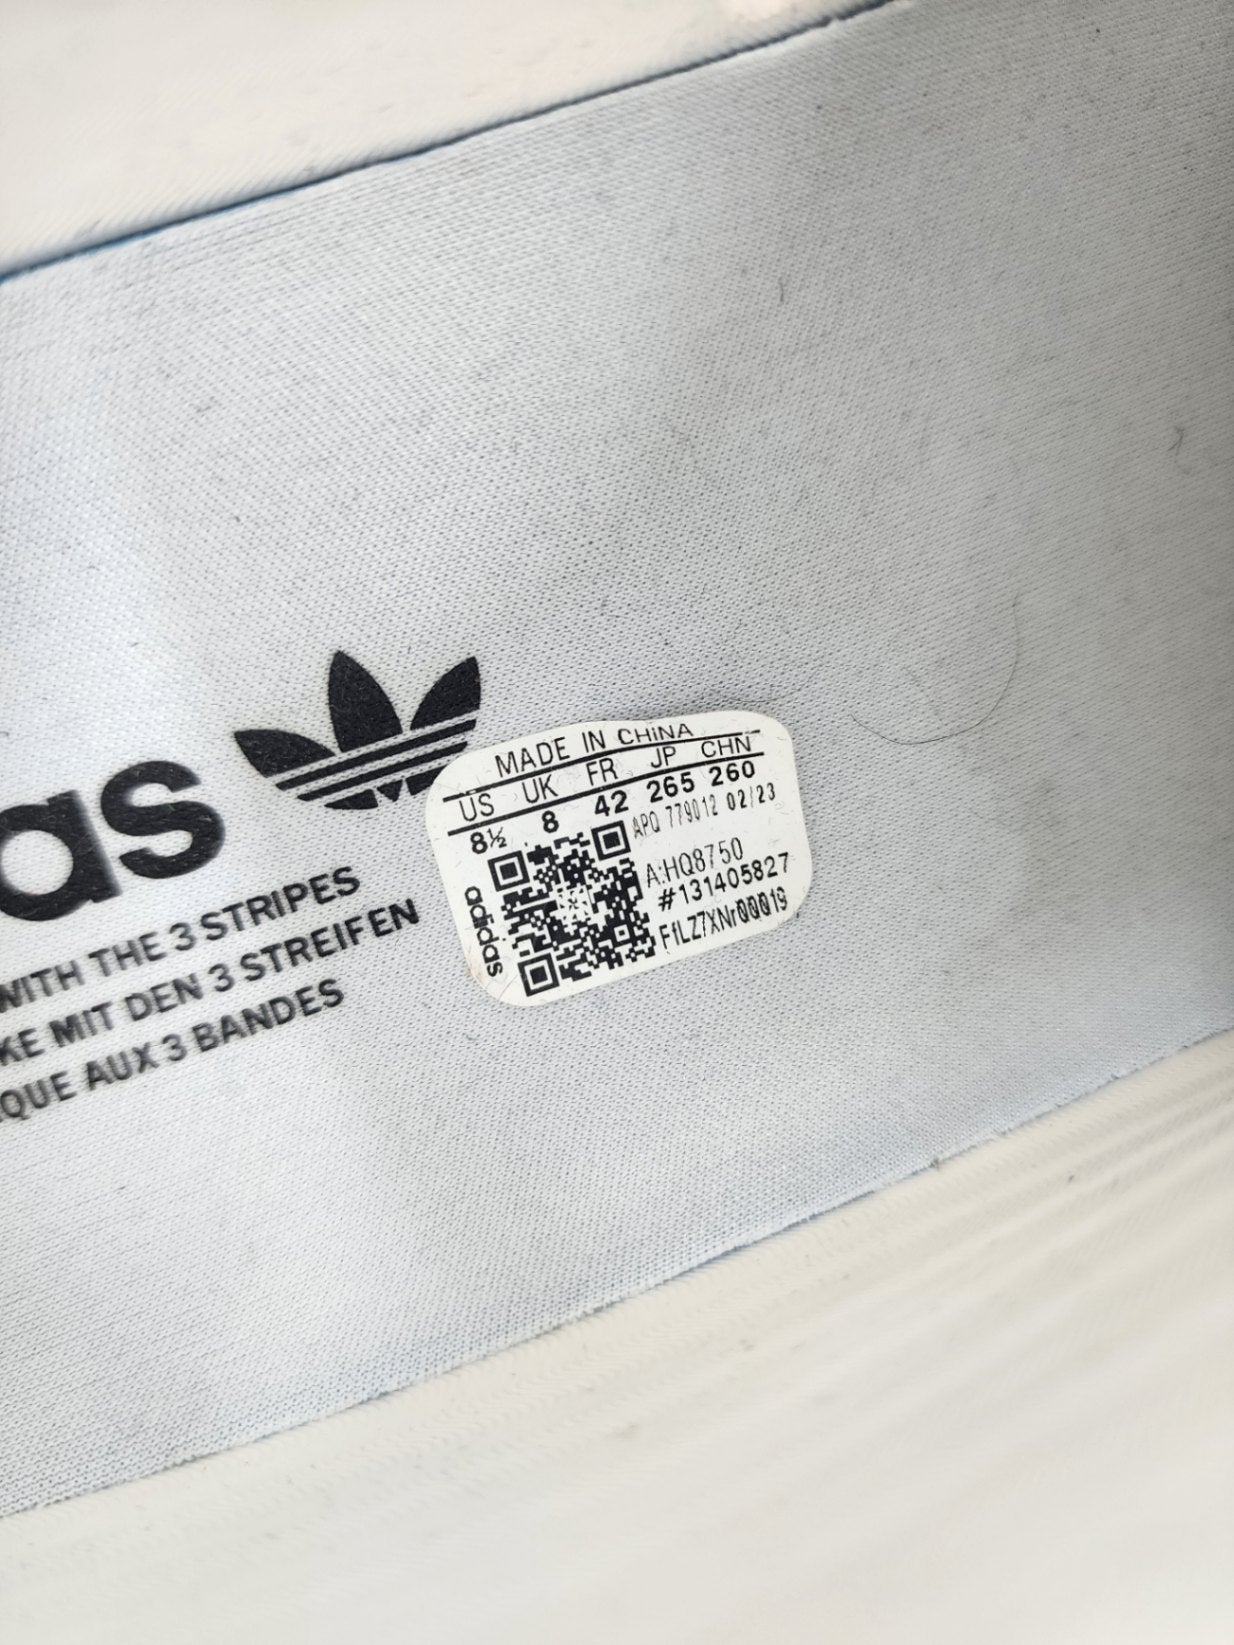 as
WITH THE 3 STRIPES
KE MIT DEN 3 STREIFEN
QUE AUX 3 BANDES
MADE IN CHiNA
US UK FR JP CHN
8½ 8 42 265 260
APQ 779012 02/23
A:HQ8750
#131405827
FfLZ7XNr00019
adidas